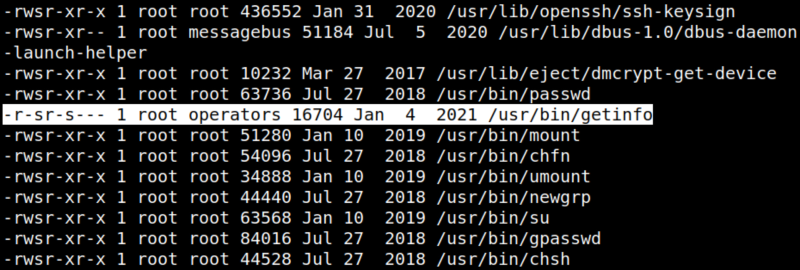 -rwsr-xr-x 1 root root 436552 Jan 31  2020 /usr/lib/openssh/ssh-keysign
-rwsr-xr-- 1 root messagebus 51184 Jul  5  2020 /usr/lib/dbus-1.0/dbus-daemon
-launch-helper
-rwsr-xr-x 1 root root 10232 Mar 27  2017 /usr/lib/eject/dmcrypt-get-device
-rwsr-xr-x 1 root root 63736 Jul 27  2018 /usr/bin/passwd
-r-sr-s--- 1 root operators 16704 Jan  4  2021 /usr/bin/getinfo
-rwsr-xr-x 1 root root 51280 Jan 10  2019 /usr/bin/mount
-rwsr-xr-x 1 root root 54096 Jul 27  2018 /usr/bin/chfn
-rwsr-xr-x 1 root root 34888 Jan 10  2019 /usr/bin/umount
-rwsr-xr-x 1 root root 44440 Jul 27  2018 /usr/bin/newgrp
-rwsr-xr-x 1 root root 63568 Jan 10  2019 /usr/bin/su
-rwsr-xr-x 1 root root 84016 Jul 27  2018 /usr/bin/gpasswd
-rwsr-xr-x 1 root root 44528 Jul 27  2018 /usr/bin/chsh